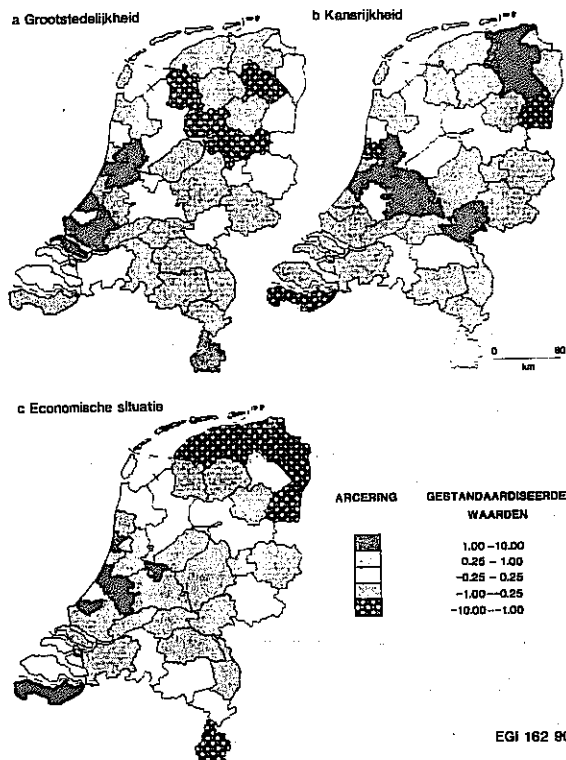 a Grootstedelijkheid
b Kansrijkheid
0 80
km
c Economische situatie
ARCERING GESTANDAARDISEERDE
WAARDEN
1.00-10.00
0.25 - 1.00
-0.25 - 0.25
-1.00--0.25
-10.00--1.00
EGI 162 90